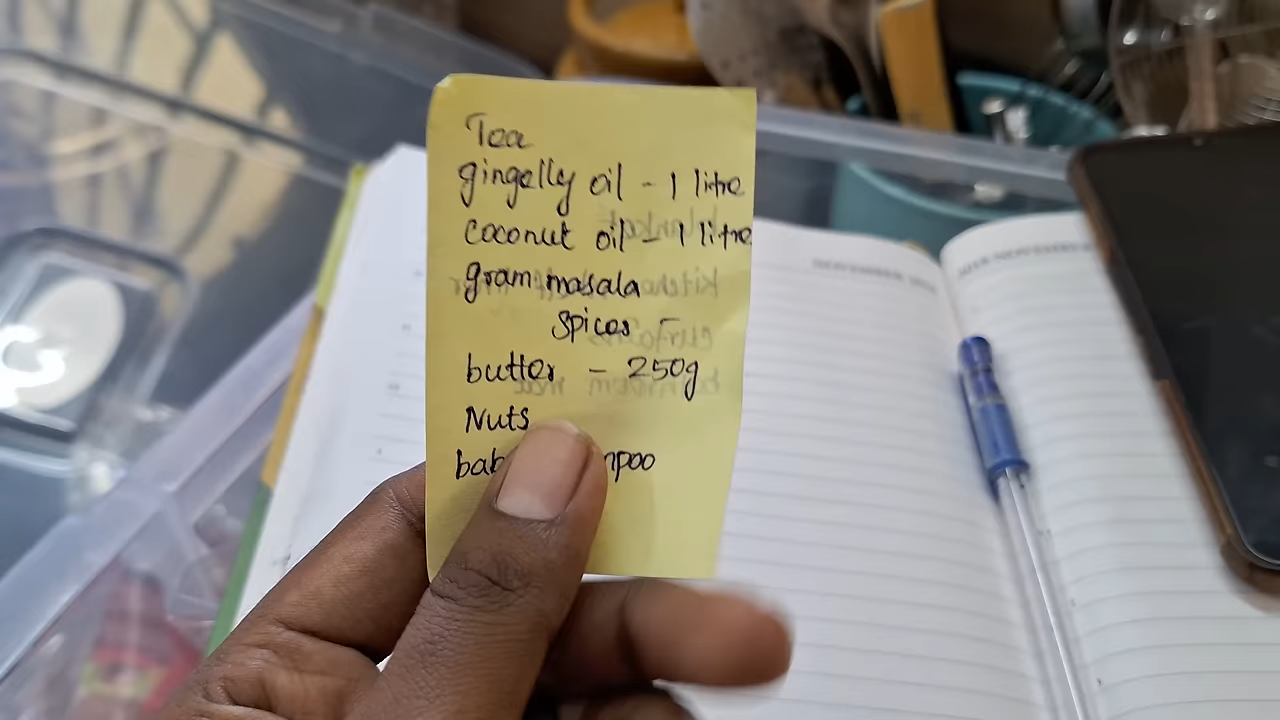 Tea
gingelly oil - 1 litre
coconut oil - 1 litre
gram masala
spices -
butter - 250g
Nuts